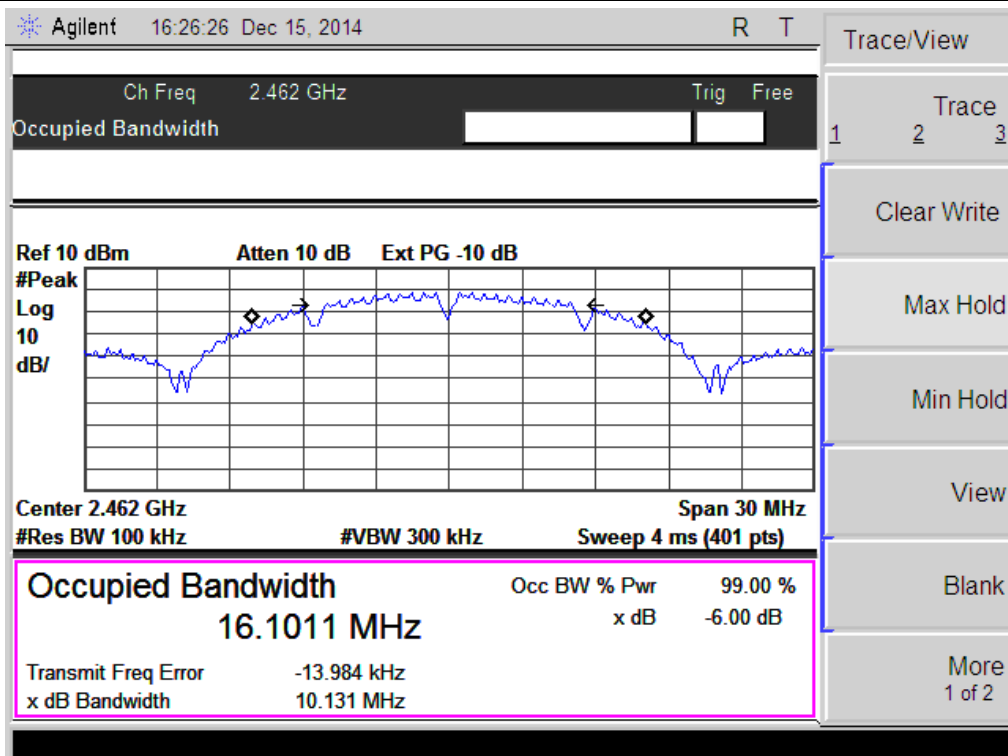 Agilent 16:26:26 Dec 15, 2014 R T
Trace/View
Ch Freq 2.462 GHz Trig Free
Occupied Bandwidth
Trace
1 2 3
Clear Write
Max Hold
Min Hold
View
Blank
More
1 of 2
Ref 10 dBm Atten 10 dB Ext PG -10 dB
#Peak
Log
10
dB/
Center 2.462 GHz Span 30 MHz
#Res BW 100 kHz #VBW 300 kHz Sweep 4 ms (401 pts)
Occupied Bandwidth Occ BW % Pwr 99.00 %
16.1011 MHz x dB -6.00 dB
Transmit Freq Error -13.984 kHz
x dB Bandwidth 10.131 MHz